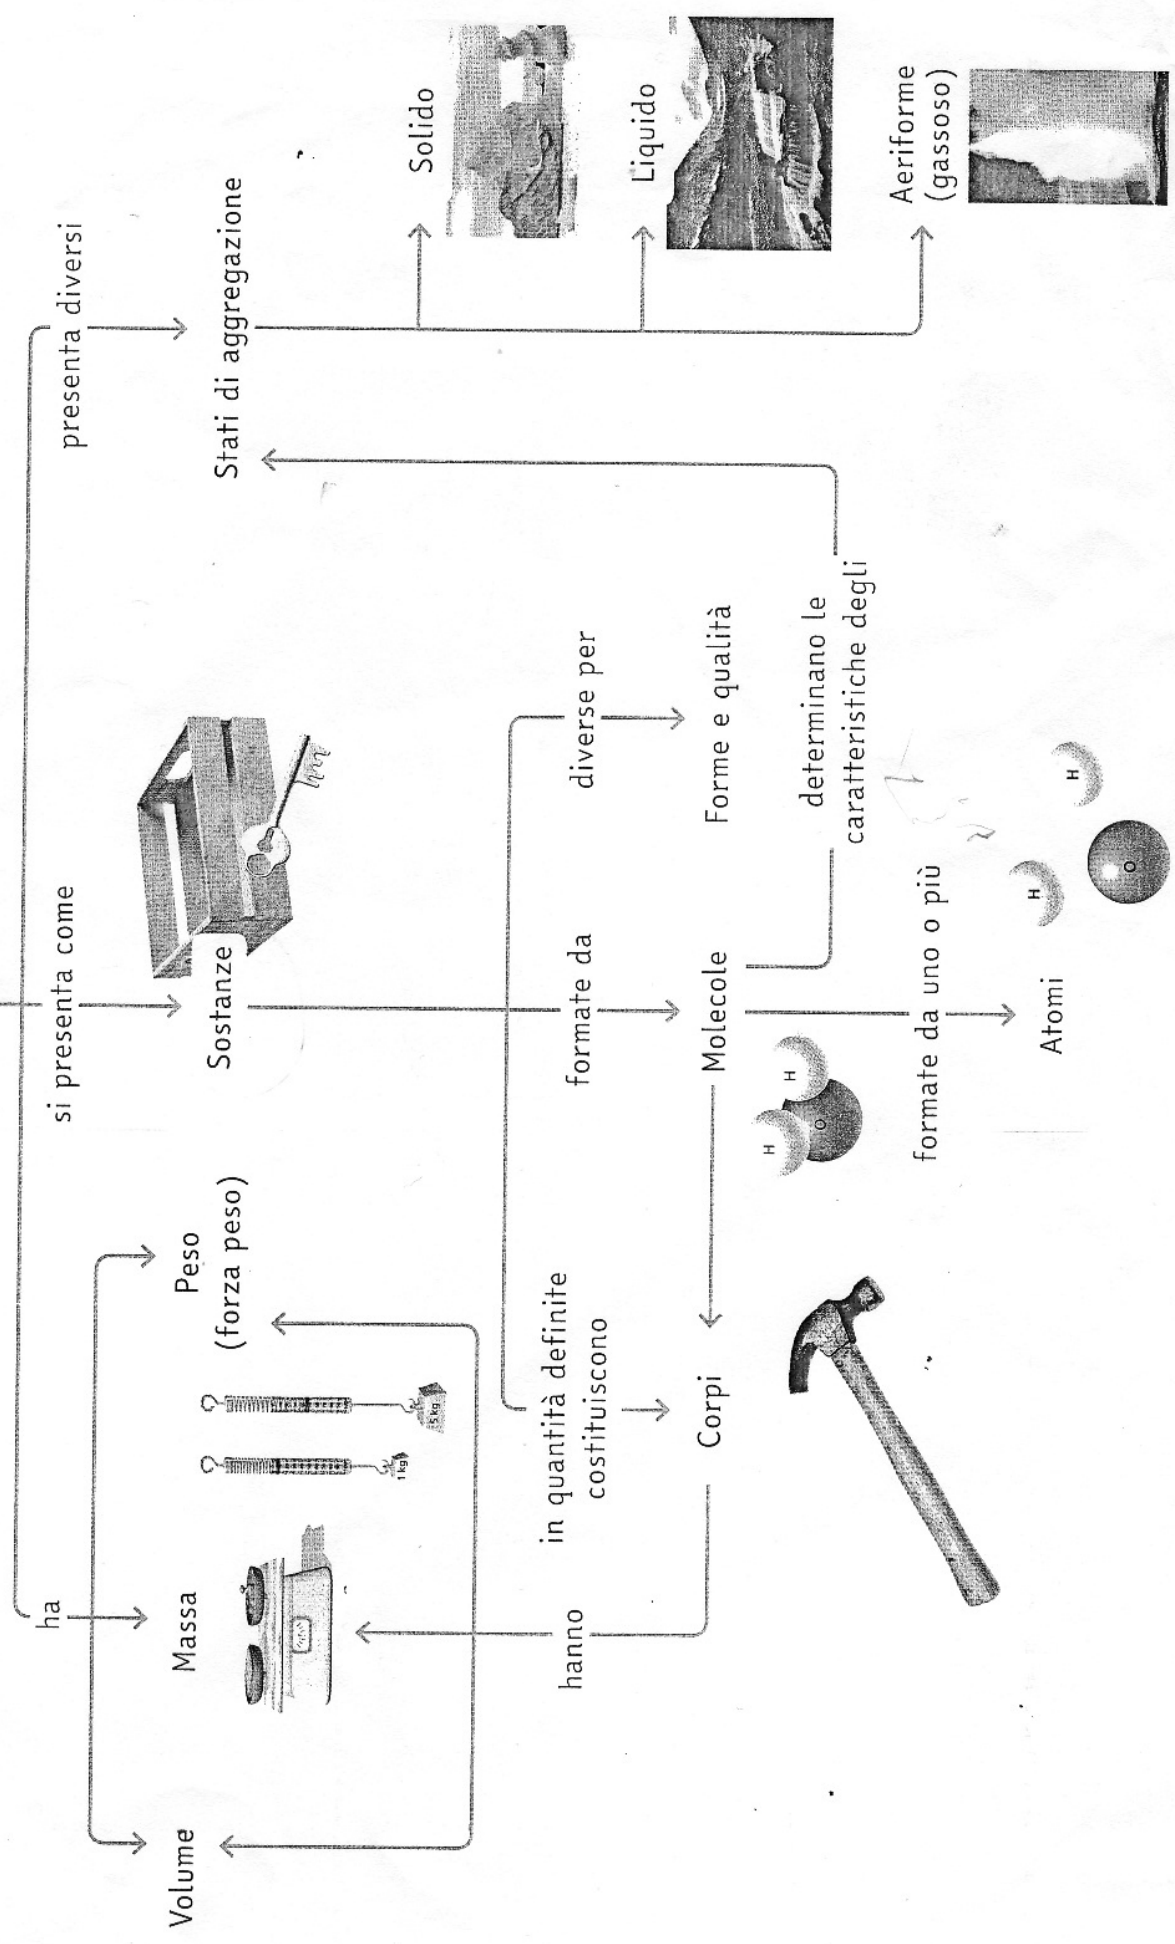 ha
si presenta come
presenta diversi
Volume
Massa
Peso
(forza peso)
Sostanze
Stati di aggregazione
1 kg
5 kg
Solido
Liquido
Aeriforme
(gassoso)
hanno
in quantità definite
costituiscono
formate da
diverse per
Corpi
Molecole
Forme e qualità
H
O
H
determinano le
caratteristiche degli
formate da uno o più
Atomi
H
O
H